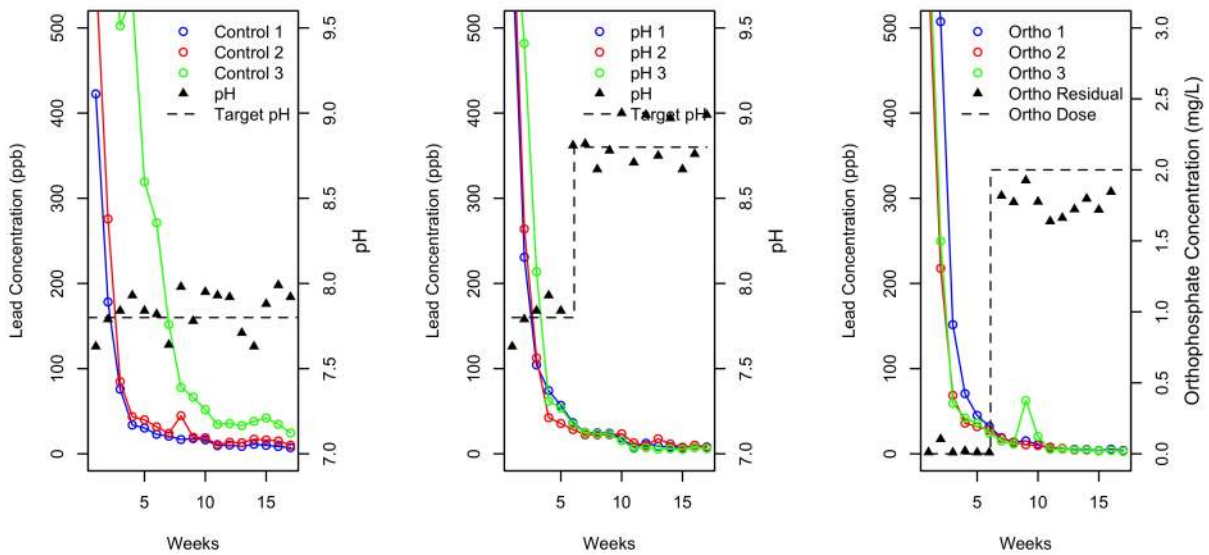 500
400
300
200
100
0
Lead Concentration (ppb)
Control 1
Control 2
Control 3
pH
Target pH
9.5
9.0
8.5
8.0
7.5
7.0
pH
5
10
15
Weeks
500
400
300
200
100
0
Lead Concentration (ppb)
pH 1
pH 2
pH 3
pH
Target pH
9.5
9.0
8.5
8.0
7.5
7.0
pH
5
10
15
Weeks
500
400
300
200
100
0
Lead Concentration (ppb)
Ortho 1
Ortho 2
Ortho 3
Ortho Residual
Ortho Dose
3.0
2.5
2.0
1.5
1.0
0.5
0.0
Orthophosphate Concentration (mg/L)
5
10
15
Weeks